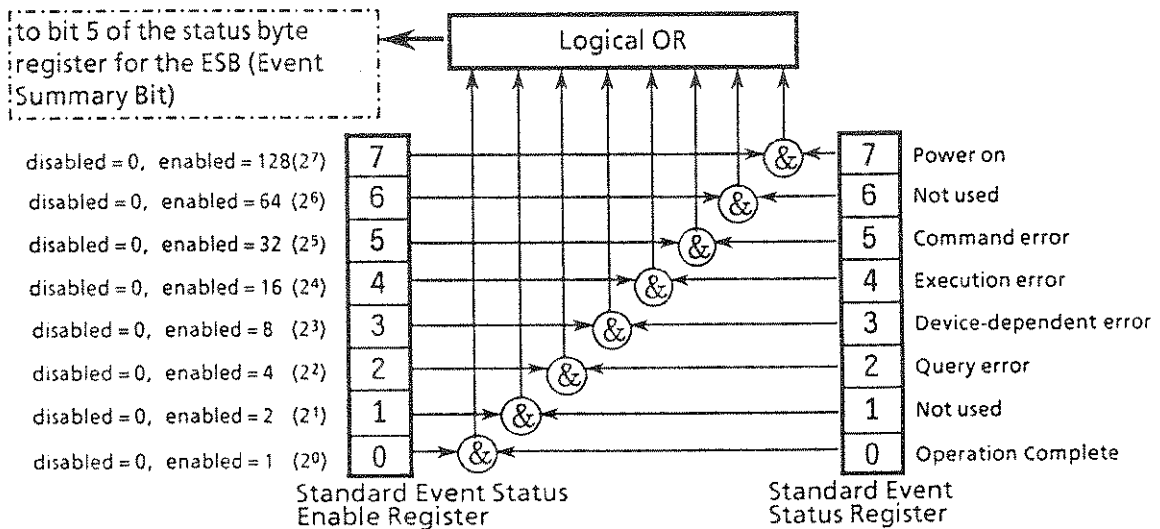 to bit 5 of the status byte
register for the ESB (Event
Summary Bit)
Logical OR
disabled = 0, enabled = 128(2⁷) 7 & 7 Power on
disabled = 0, enabled = 64 (2⁶) 6 & 6 Not used
disabled = 0, enabled = 32 (2⁵) 5 & 5 Command error
disabled = 0, enabled = 16 (2⁴) 4 & 4 Execution error
disabled = 0, enabled = 8 (2³) 3 & 3 Device-dependent error
disabled = 0, enabled = 4 (2²) 2 & 2 Query error
disabled = 0, enabled = 2 (2¹) 1 & 1 Not used
disabled = 0, enabled = 1 (2⁰) 0 & 0 Operation Complete
Standard Event Status
Enable Register
Standard Event
Status Register